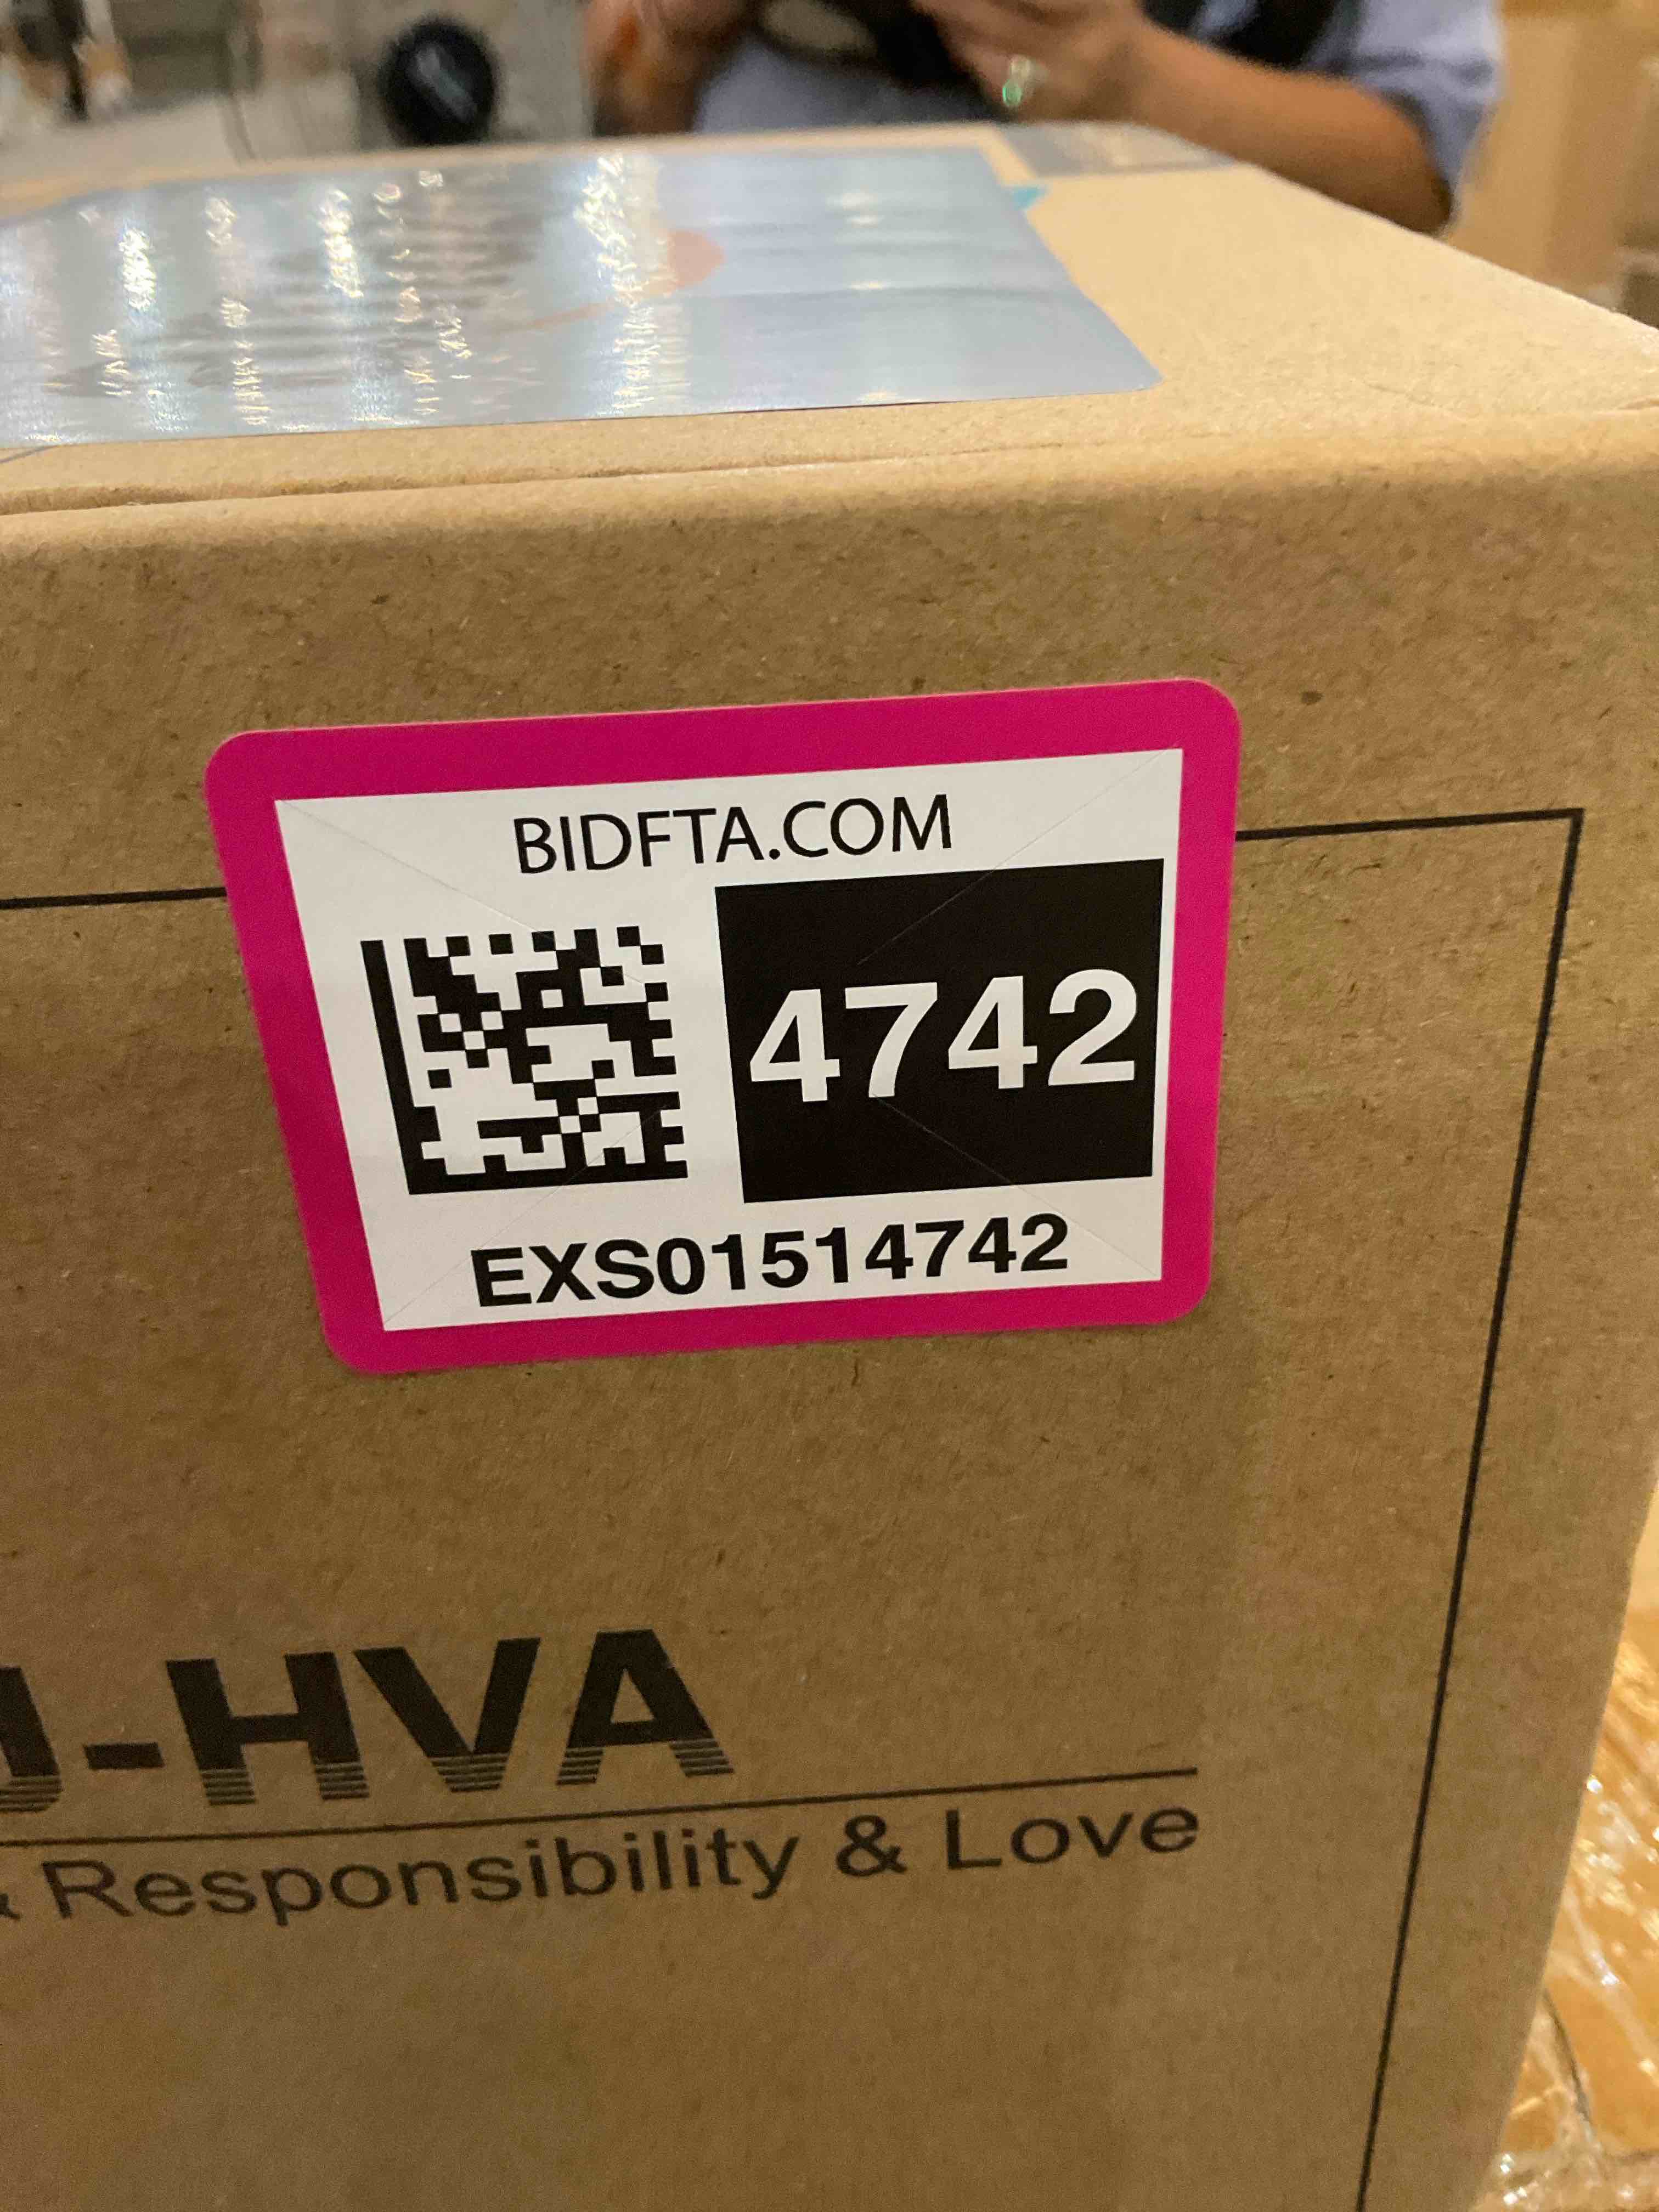 BIDFTA.COM
4742
EXS01514742
-HVA
Responsibility & Love